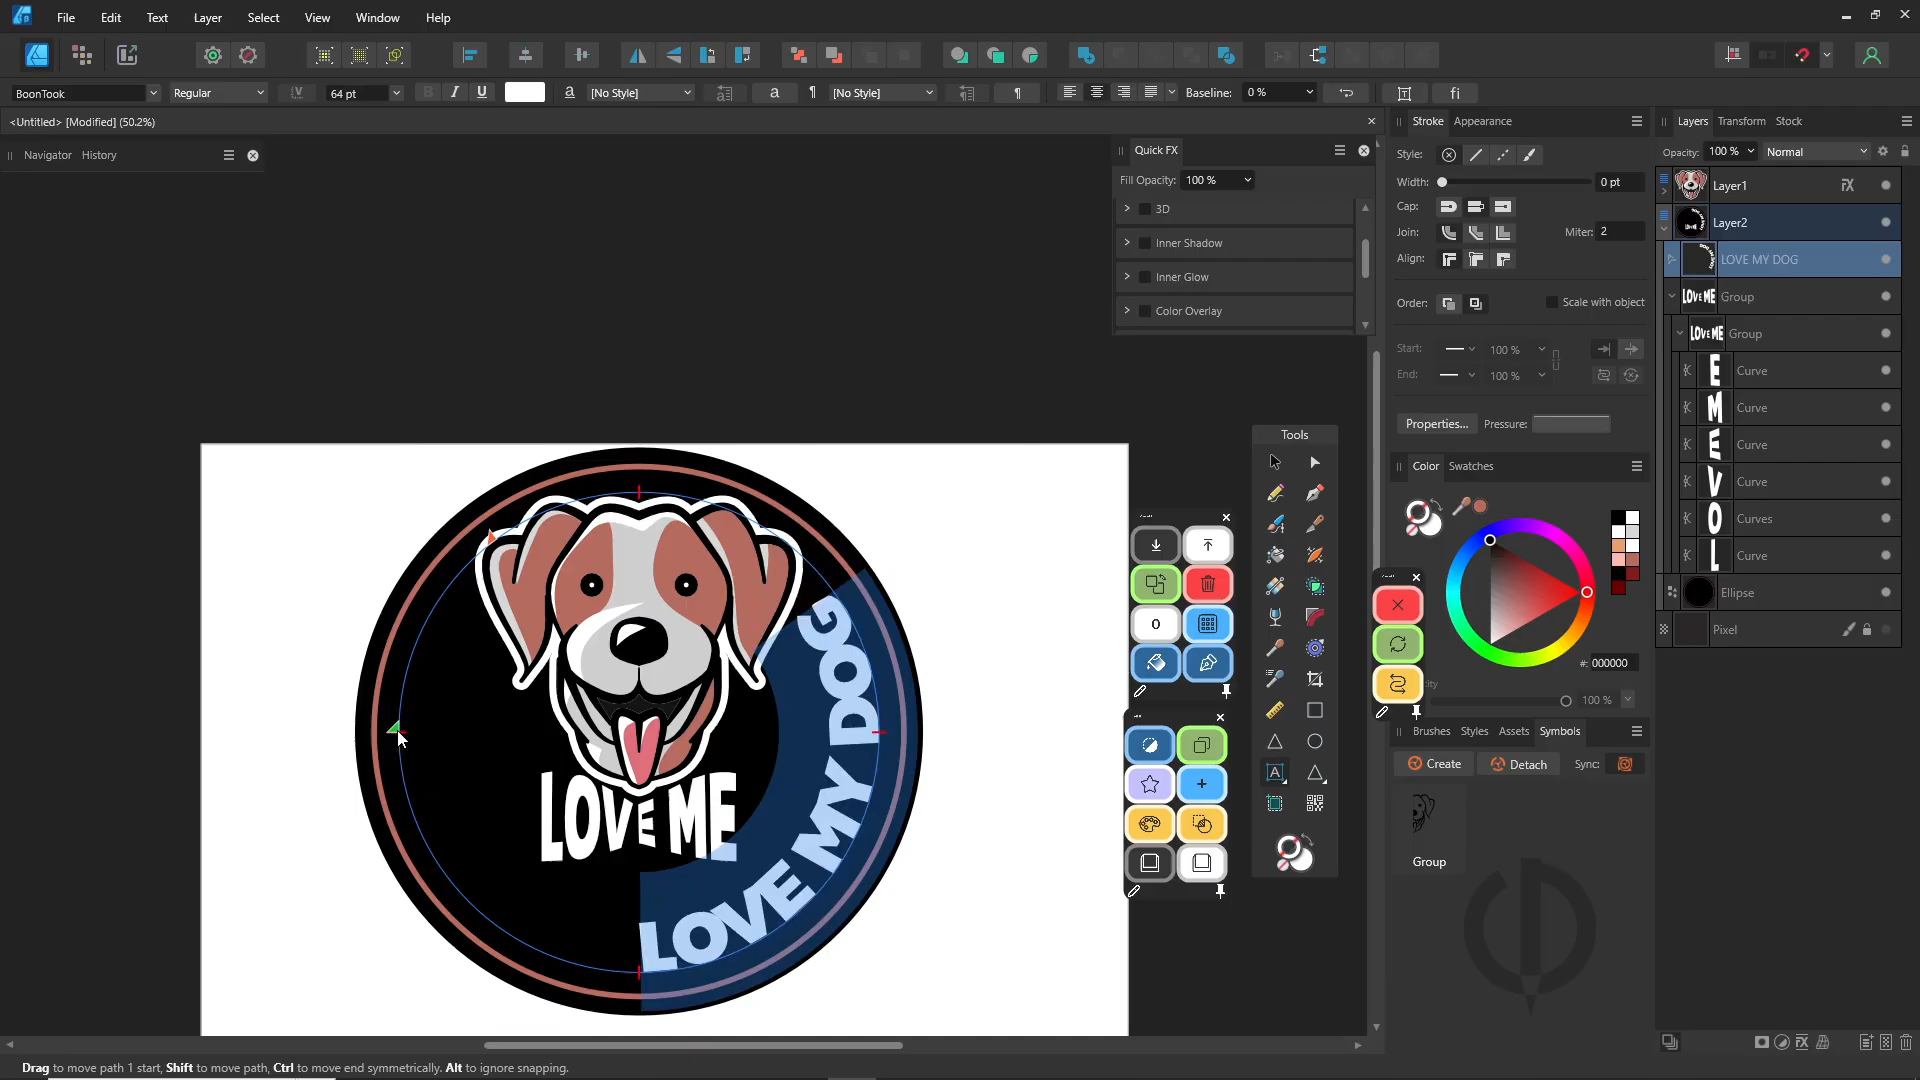 File Edit Text Layer Select View Window Help
BoonTook Regular 64 pt B I U a [No Style] a ¶ [No Style] ¶ Baseline: 0 % fi
<Untitled> [Modified] (50.2%)
Navigator History
Quick FX
Fill Opacity: 100 %
3D
Inner Shadow
Inner Glow
Color Overlay
LOVE ME
LOVE MY DOG
Tools
0
Stroke Appearance
Style:
Width: 0 pt
Cap:
Join: Miter: 2
Align:
Order: Scale with object
Start: 100 %
End: 100 %
Properties... Pressure:
Color Swatches
#: 000000
100 %
Brushes Styles Assets Symbols
Create Detach Sync:
Group
Layers Transform Stock
Opacity: 100 % Normal
Layer1
Layer2
LOVE MY DOG
LOVE ME Group
LOVE ME Group
E Curve
M Curve
E Curve
V Curve
O Curves
L Curve
Ellipse
Pixel
Drag to move path 1 start, Shift to move path, Ctrl to move end symmetrically. Alt to ignore snapping.